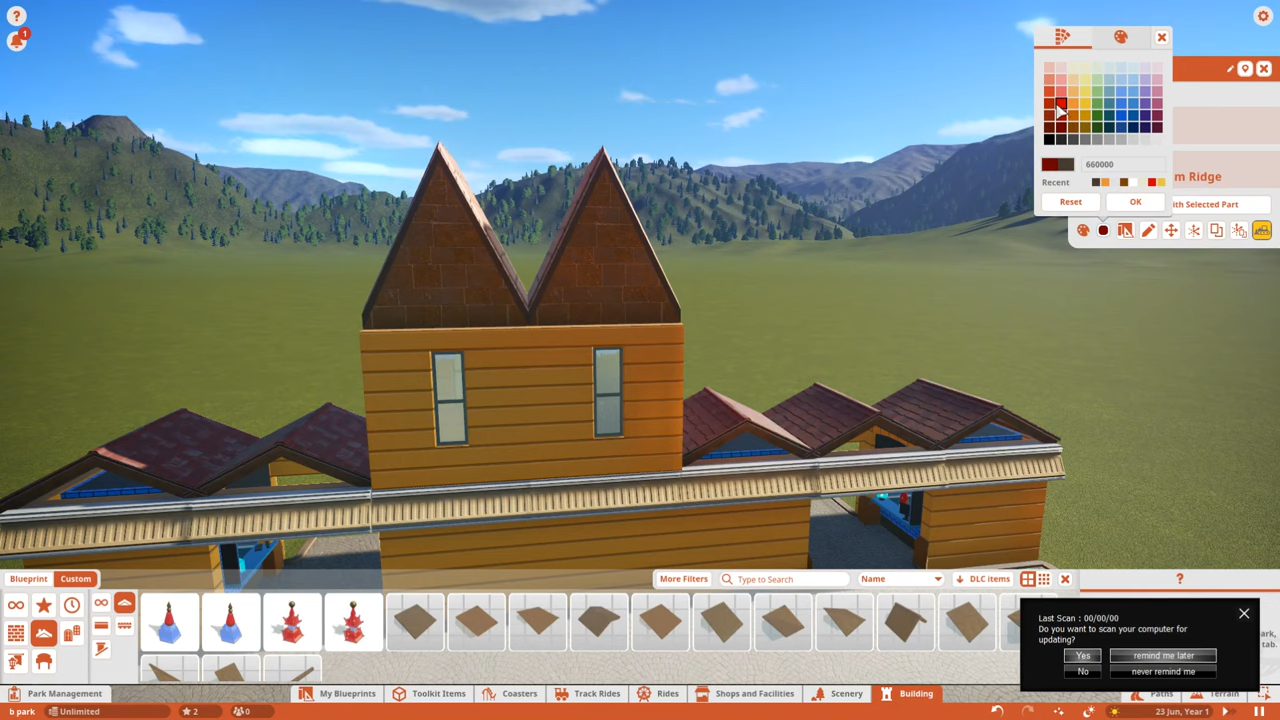 ?
1
660000
Recent
Reset
OK
m Ridge
ith Selected Part
Blueprint
Custom
More Filters
Type to Search
Name
DLC items
?
Last Scan : 00/00/00
Do you want to scan your computer for
updating?
Yes
remind me later
No
never remind me
ark,
tab.
Park Management
My Blueprints
Toolkit Items
Coasters
Track Rides
Rides
Shops and Facilities
Scenery
Building
Paths
Terrain
b park
Unlimited
2
0
23 Jun, Year 1